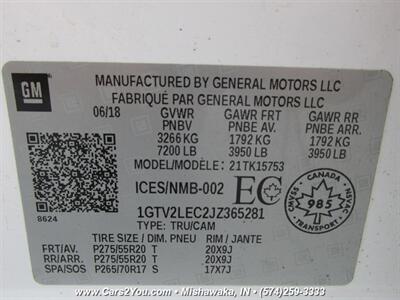 GM
MANUFACTURED BY GENERAL MOTORS LLC
FABRIQUÉ PAR GENERAL MOTORS LLC
06/18 GVWR GAWR FRT GAWR RR
PNBV PNBE AV. PNBE ARR.
3266 KG 1792 KG 1792 KG
7200 LB 3950 LB 3950 LB
MODEL/MODÈLE: 21TK15753
ICES/NMB-002 EC
985
CANADA
8624
1GTV2LEC2JZ365281
TYPE: TRU/CAM
TIRE SIZE / DIM. PNEU RIM / JANTE
FRT/AV. P275/55R20 T 20X9J
RR/ARR. P275/55R20 T 20X9J
SPA/SOS P265/70R17 S 17X7J
www.Cars2You.com - Mishawaka, IN - (574)259-3333